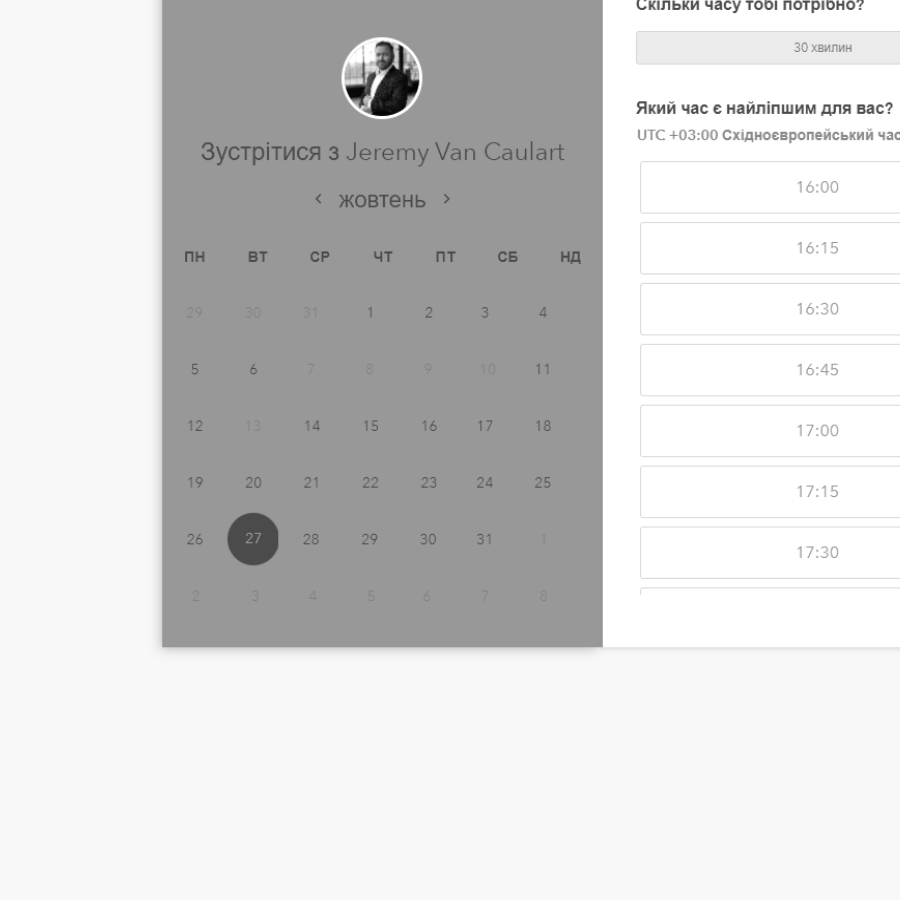 Зустрітися з Jeremy Van Caulart
жовтень
ПН ВТ СР ЧТ ПТ СБ НД
29 30 31 1 2 3 4
5 6 7 8 9 10 11
12 13 14 15 16 17 18
19 20 21 22 23 24 25
26 27 28 29 30 31 1
2 3 4 5 6 7 8
Скільки часу тобі потрібно?
30 хвилин
Який час є найліпшим для вас?
UTC +03:00 Східноєвропейський час
16:00
16:15
16:30
16:45
17:00
17:15
17:30